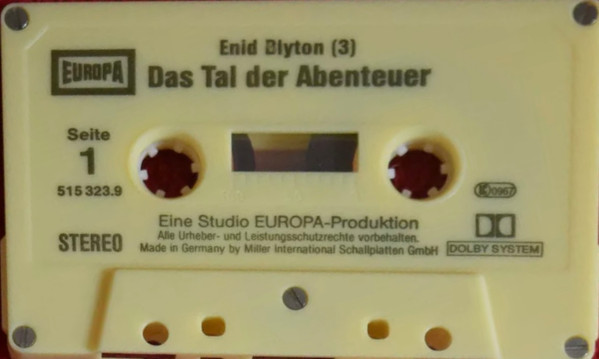 Enid Blyton (3)
EUROPA
Das Tal der Abenteuer
Seite
1
515 323.9
K 0967
Eine Studio EUROPA-Produktion
Alle Urheber- und Leistungsschutzrechte vorbehalten.
Made in Germany by Miller International Schallplatten GmbH
STEREO
DOLBY SYSTEM